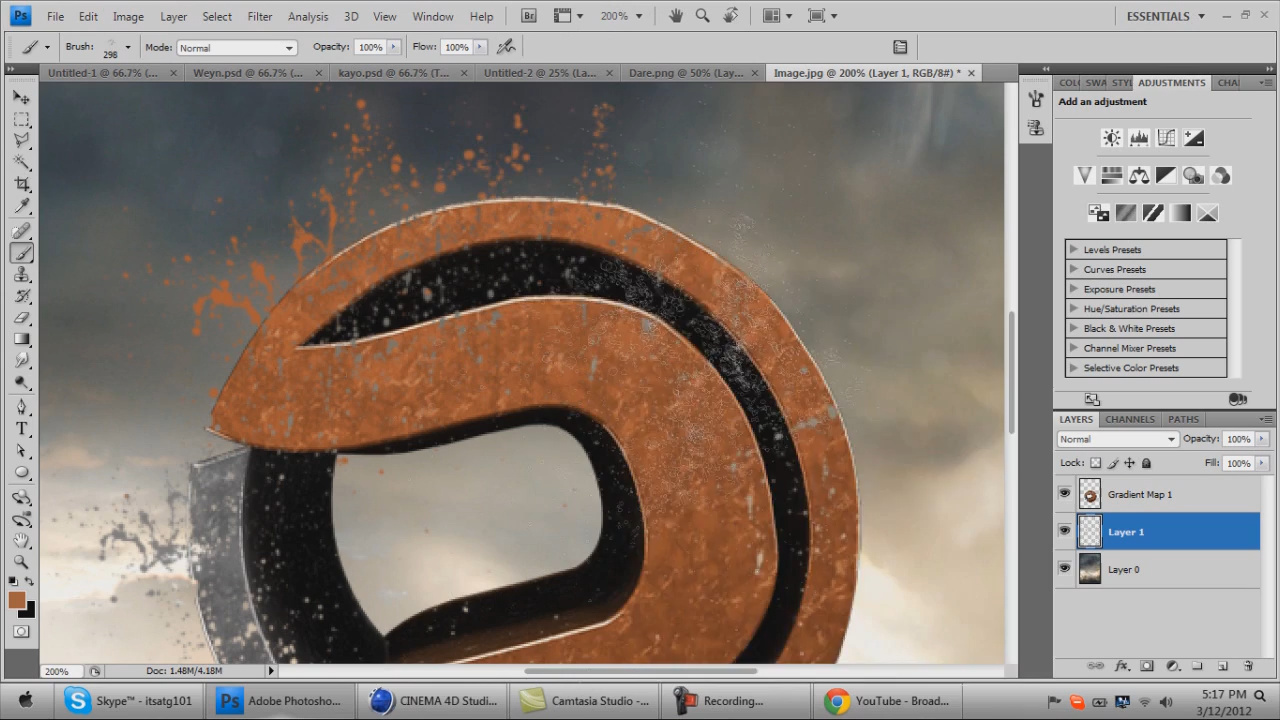 Ps File Edit Image Layer Select Filter Analysis 3D View Window Help Br 200% ESSENTIALS
Brush: 298 Mode: Normal Opacity: 100% Flow: 100%
Untitled-1 @ 66.7% (... Weyn.psd @ 66.7% (... kayo.psd @ 66.7% (T... Untitled-2 @ 25% (La... Dare.png @ 50% (Lay... Image.jpg @ 200% (Layer 1, RGB/8#) *
COL SWA STYL ADJUSTMENTS CHA
Add an adjustment
Levels Presets
Curves Presets
Exposure Presets
Hue/Saturation Presets
Black & White Presets
Channel Mixer Presets
Selective Color Presets
LAYERS CHANNELS PATHS
Normal Opacity: 100%
Lock: Fill: 100%
Gradient Map 1
Layer 1
Layer 0
T
200% Doc: 1.48M/4.18M
Skype™ - itsatg101 Ps Adobe Photosho... CINEMA 4D Studi... Camtasia Studio -... Recording... YouTube - Broad...
5:17 PM
3/12/2012